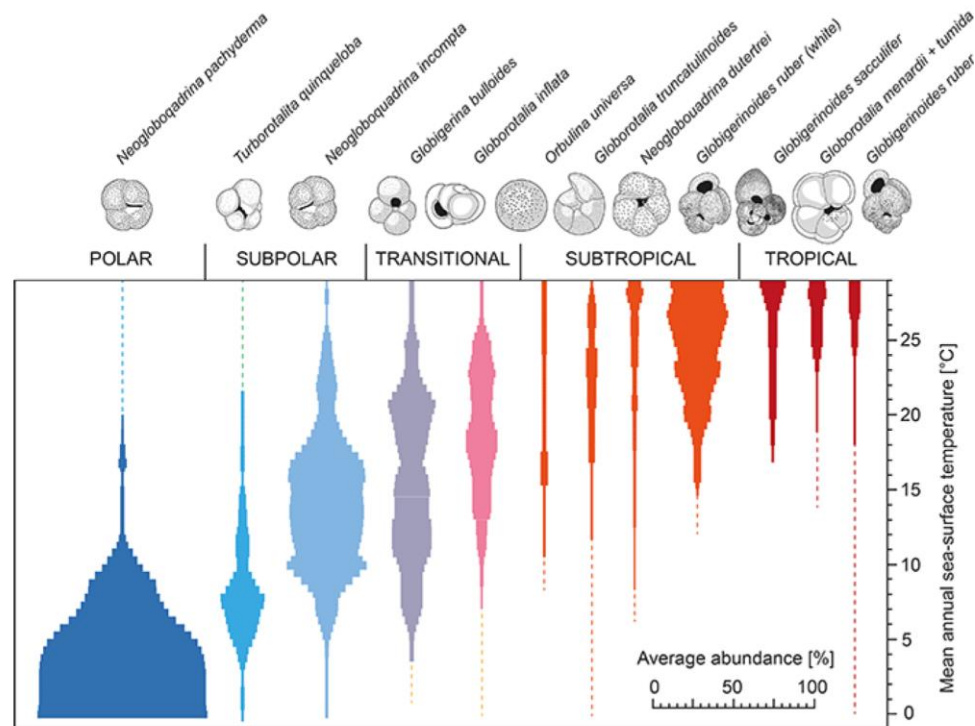 Neogloboqadrina pachyderma
Turborotalita quinqueloba
Neogloboquadrina incompta
Globigerina bulloides
Globorotalia inflata
Orbulina universa
Globorotalia truncatulinoides
Neoglobouadrina dutertrei
Globigerinoides ruber (white)
Globigerinoides sacculifer
Globorotalia menardii + tumida
Globigerinoides ruber
POLAR
SUBPOLAR
TRANSITIONAL
SUBTROPICAL
TROPICAL
25
20
15
10
5
0
Mean annual sea-surface temperature [°C]
Average abundance [%]
0 50 100